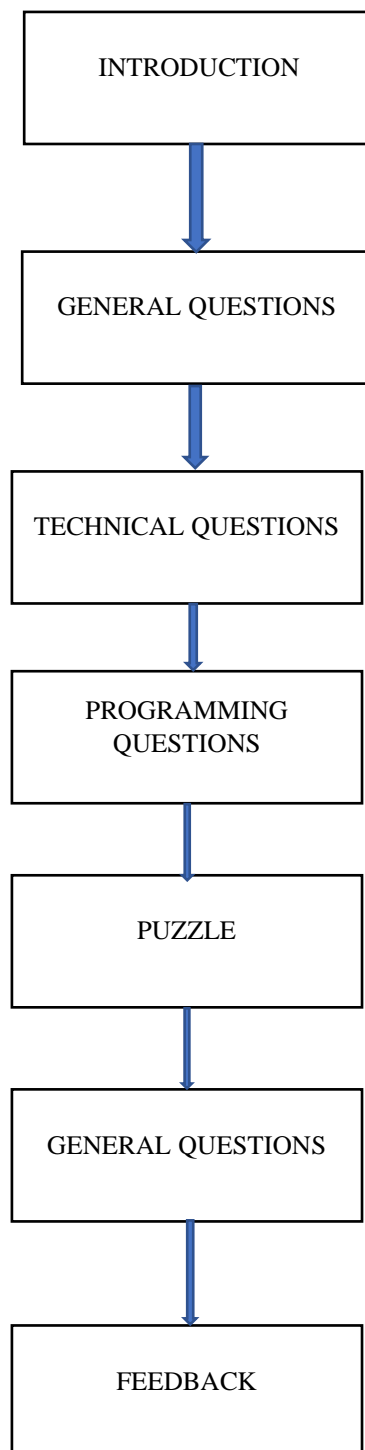 INTRODUCTION
GENERAL QUESTIONS
TECHNICAL QUESTIONS
PROGRAMMING
QUESTIONS
PUZZLE
GENERAL QUESTIONS
FEEDBACK